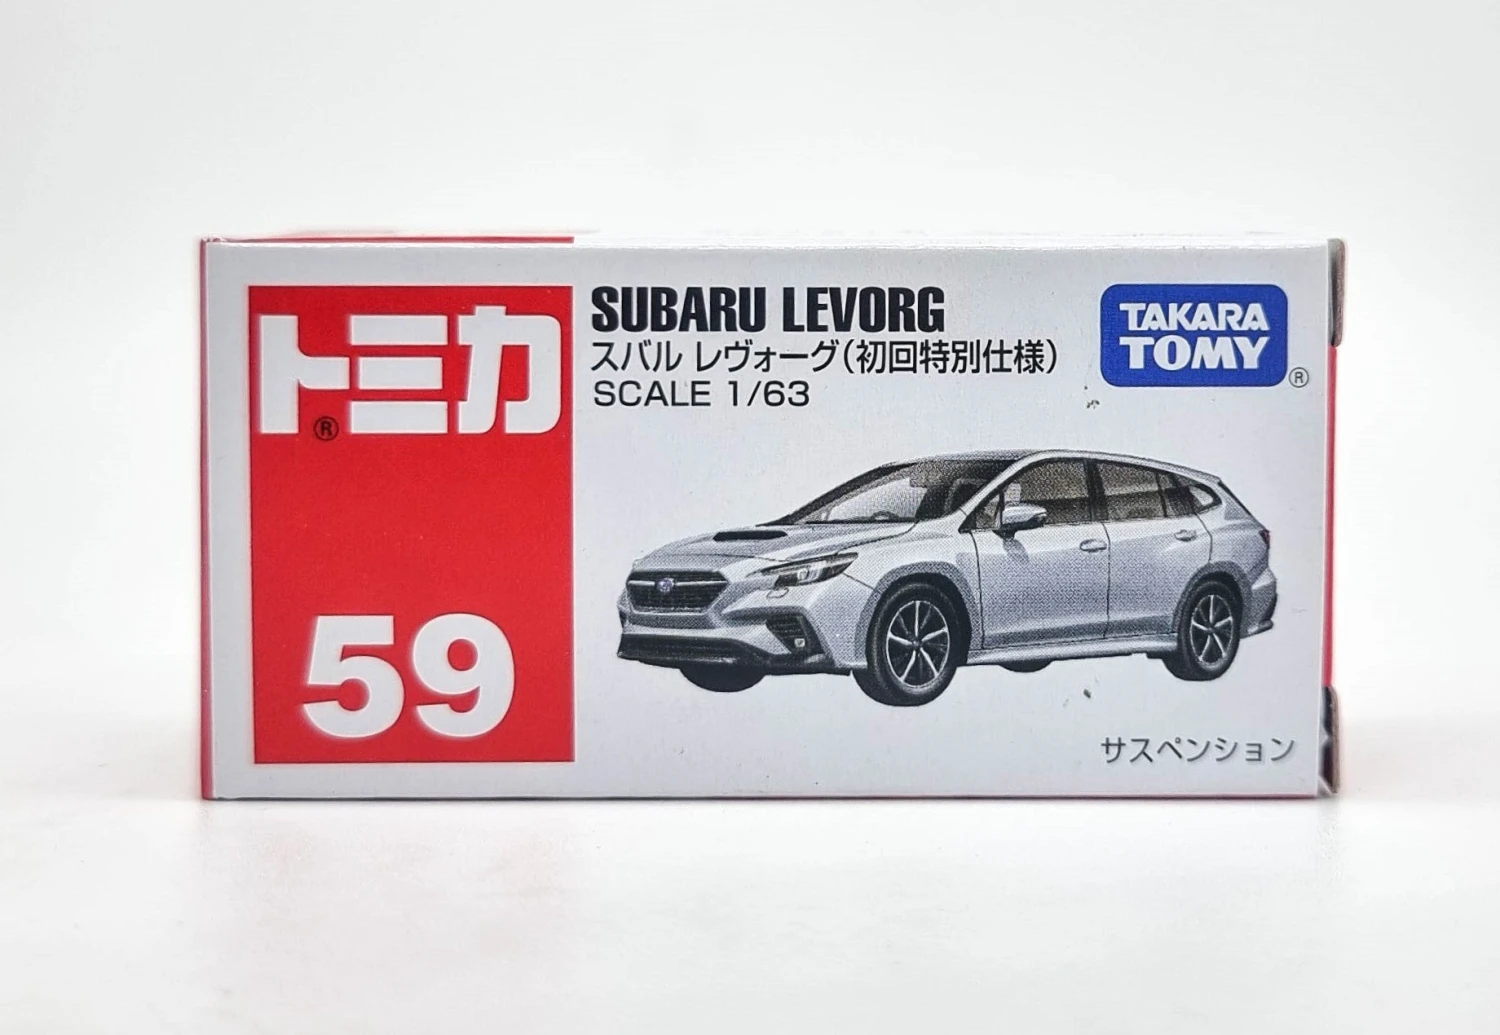 トミカ
®
59
SUBARU LEVORG
スバル レヴォーグ(初回特別仕様)
SCALE 1/63
TAKARA
TOMY
®
サスペンション